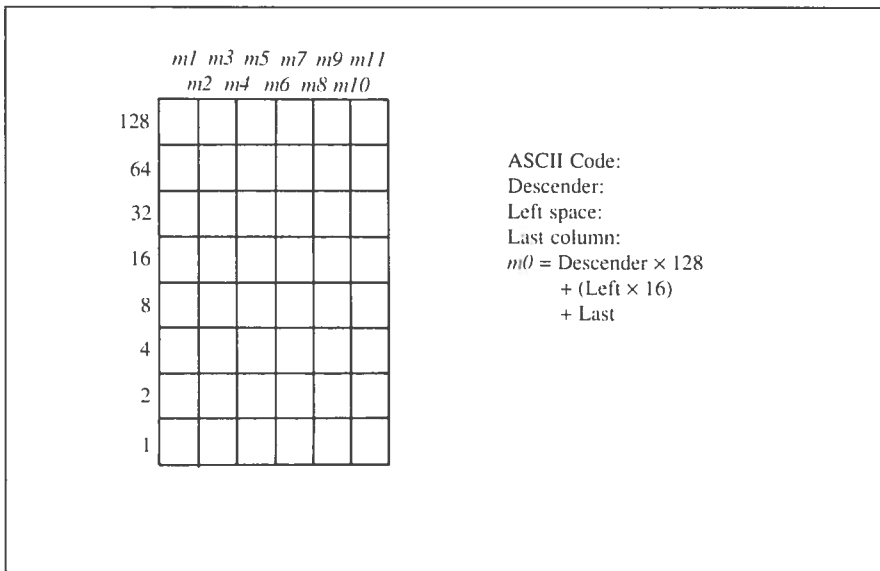 m1 m3 m5 m7 m9 m11
m2 m4 m6 m8 m10
128
64
32
16
8
4
2
1
ASCII Code:
Descender:
Left space:
Last column:
m0 = Descender × 128
+ (Left × 16)
+ Last